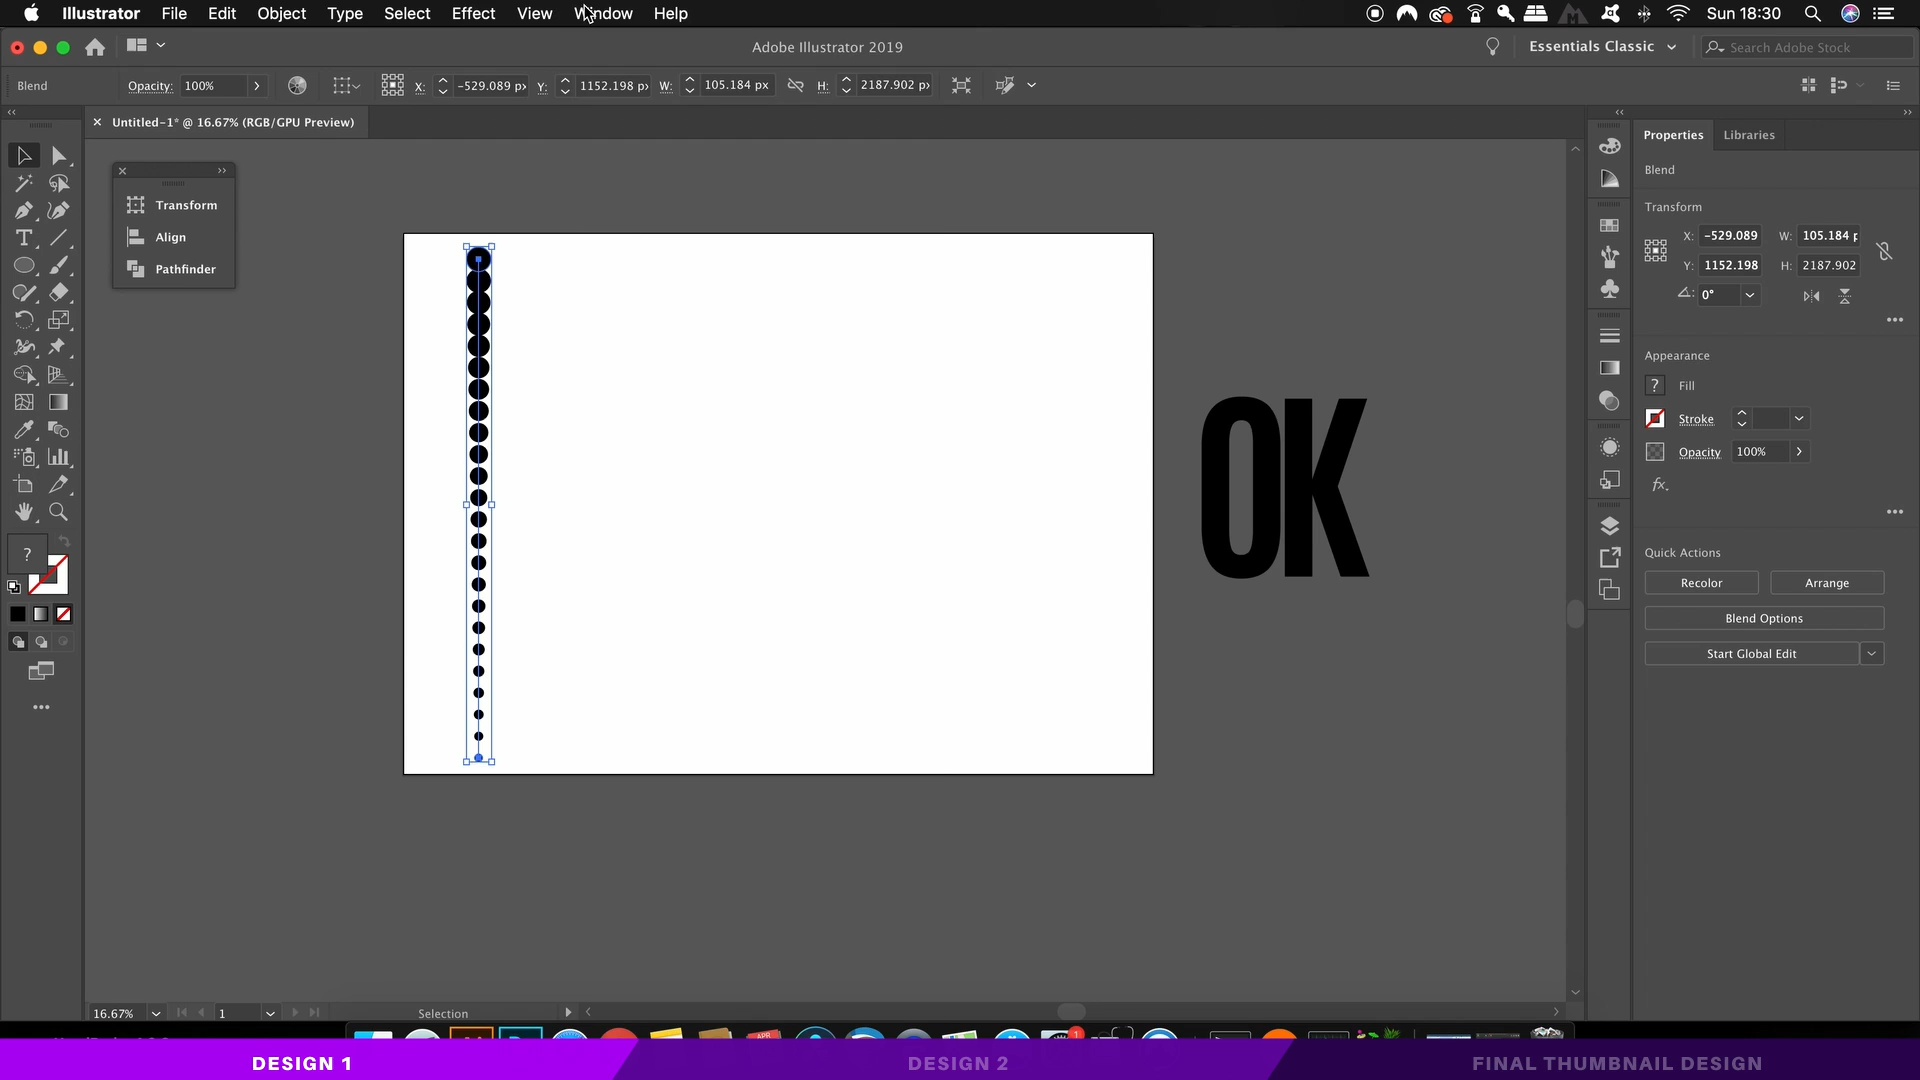 Illustrator File Edit Object Type Select Effect View Window Help Sun 18:30
Adobe Illustrator 2019 Essentials Classic Search Adobe Stock
Blend Opacity: 100% X: -529.089 px Y: 1152.198 px W: 105.184 px H: 2187.902 px
Untitled-1* @ 16.67% (RGB/GPU Preview)
Properties Libraries
Blend
Transform
Align
Pathfinder
Transform
X: -529.089 W: 105.184 p
Y: 1152.198 H: 2187.902
0°
Appearance
? Fill
Stroke
Opacity 100%
fx.
OK
?
Quick Actions
Recolor Arrange
Blend Options
Start Global Edit
16.67% 1 Selection
1
DESIGN 1 DESIGN 2 FINAL THUMBNAIL DESIGN